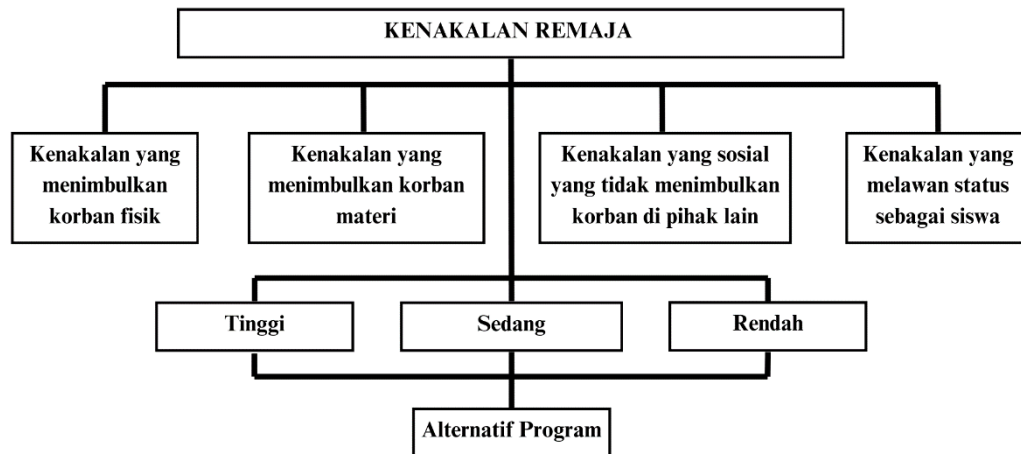 KENAKALAN REMAJA
Kenakalan yang
menimbulkan
korban fisik
Kenakalan yang
menimbulkan korban
materi
Kenakalan yang sosial
yang tidak menimbulkan
korban di pihak lain
Kenakalan yang
melawan status
sebagai siswa
Tinggi
Sedang
Rendah
Alternatif Program